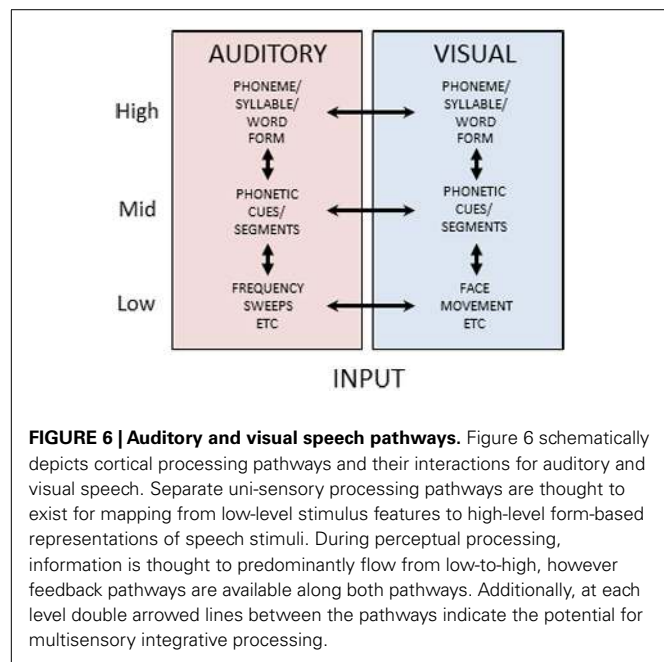 AUDITORY VISUAL
High
PHONEME/
SYLLABLE/
WORD
FORM
PHONEME/
SYLLABLE/
WORD
FORM
Mid
PHONETIC
CUES/
SEGMENTS
PHONETIC
CUES/
SEGMENTS
Low
FREQUENCY
SWEEPS
ETC
FACE
MOVEMENT
ETC
INPUT
FIGURE 6 | Auditory and visual speech pathways. Figure 6 schematically
depicts cortical processing pathways and their interactions for auditory and
visual speech. Separate uni-sensory processing pathways are thought to
exist for mapping from low-level stimulus features to high-level form-based
representations of speech stimuli. During perceptual processing,
information is thought to predominantly flow from low-to-high, however
feedback pathways are available along both pathways. Additionally, at each
level double arrowed lines between the pathways indicate the potential for
multisensory integrative processing.